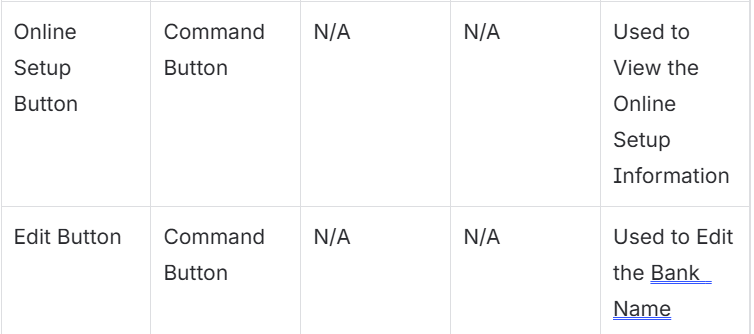 Online
Setup
Button
Command
Button
N/A
N/A
Used to
View the
Online
Setup
Information
Edit Button
Command
Button
N/A
N/A
Used to Edit
the Bank
Name